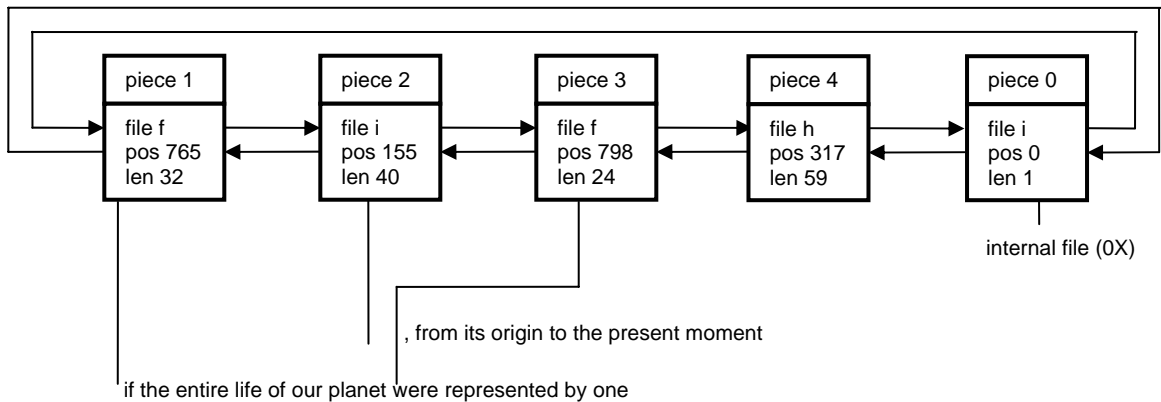 piece 1
file f
pos 765
len 32
piece 2
file i
pos 155
len 40
piece 3
file f
pos 798
len 24
piece 4
file h
pos 317
len 59
piece 0
file i
pos 0
len 1
internal file (0X)
, from its origin to the present moment
if the entire life of our planet were represented by one